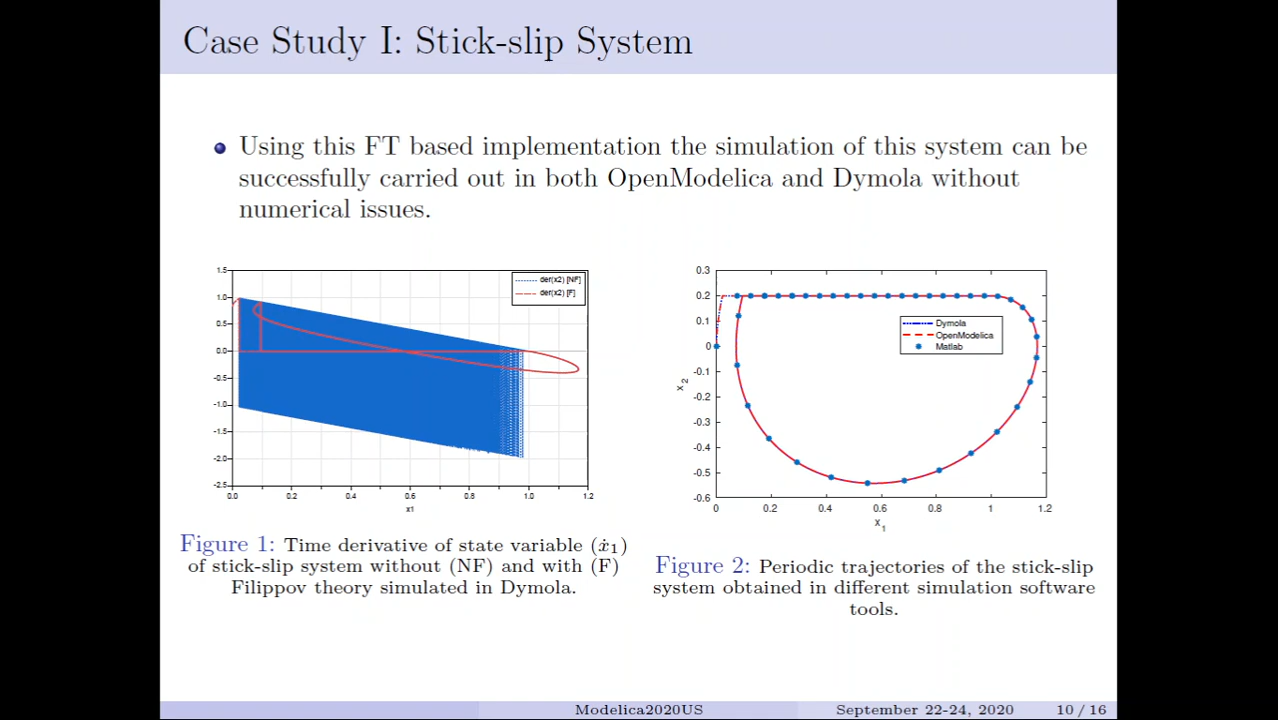 Case Study I: Stick-slip System
Using this FT based implementation the simulation of this system can be
successfully carried out in both OpenModelica and Dymola without
numerical issues.
1.5
1.0
0.5
0.0
-0.5
-1.0
-1.5
-2.0
-2.5
0.0 0.2 0.4 0.6 0.8 1.0 1.2
x1
der(x2) [NF]
der(x2) [F]
Figure 1: Time derivative of state variable (ẋ₁)
of stick-slip system without (NF) and with (F)
Filippov theory simulated in Dymola.
0.3
0.2
0.1
0
-0.1
-0.2
-0.3
-0.4
-0.5
-0.6
x₂
0 0.2 0.4 0.6 0.8 1 1.2
x₁
Dymola
OpenModelica
Matlab
Figure 2: Periodic trajectories of the stick-slip
system obtained in different simulation software
tools.
Modelica2020US September 22-24, 2020 10 / 16